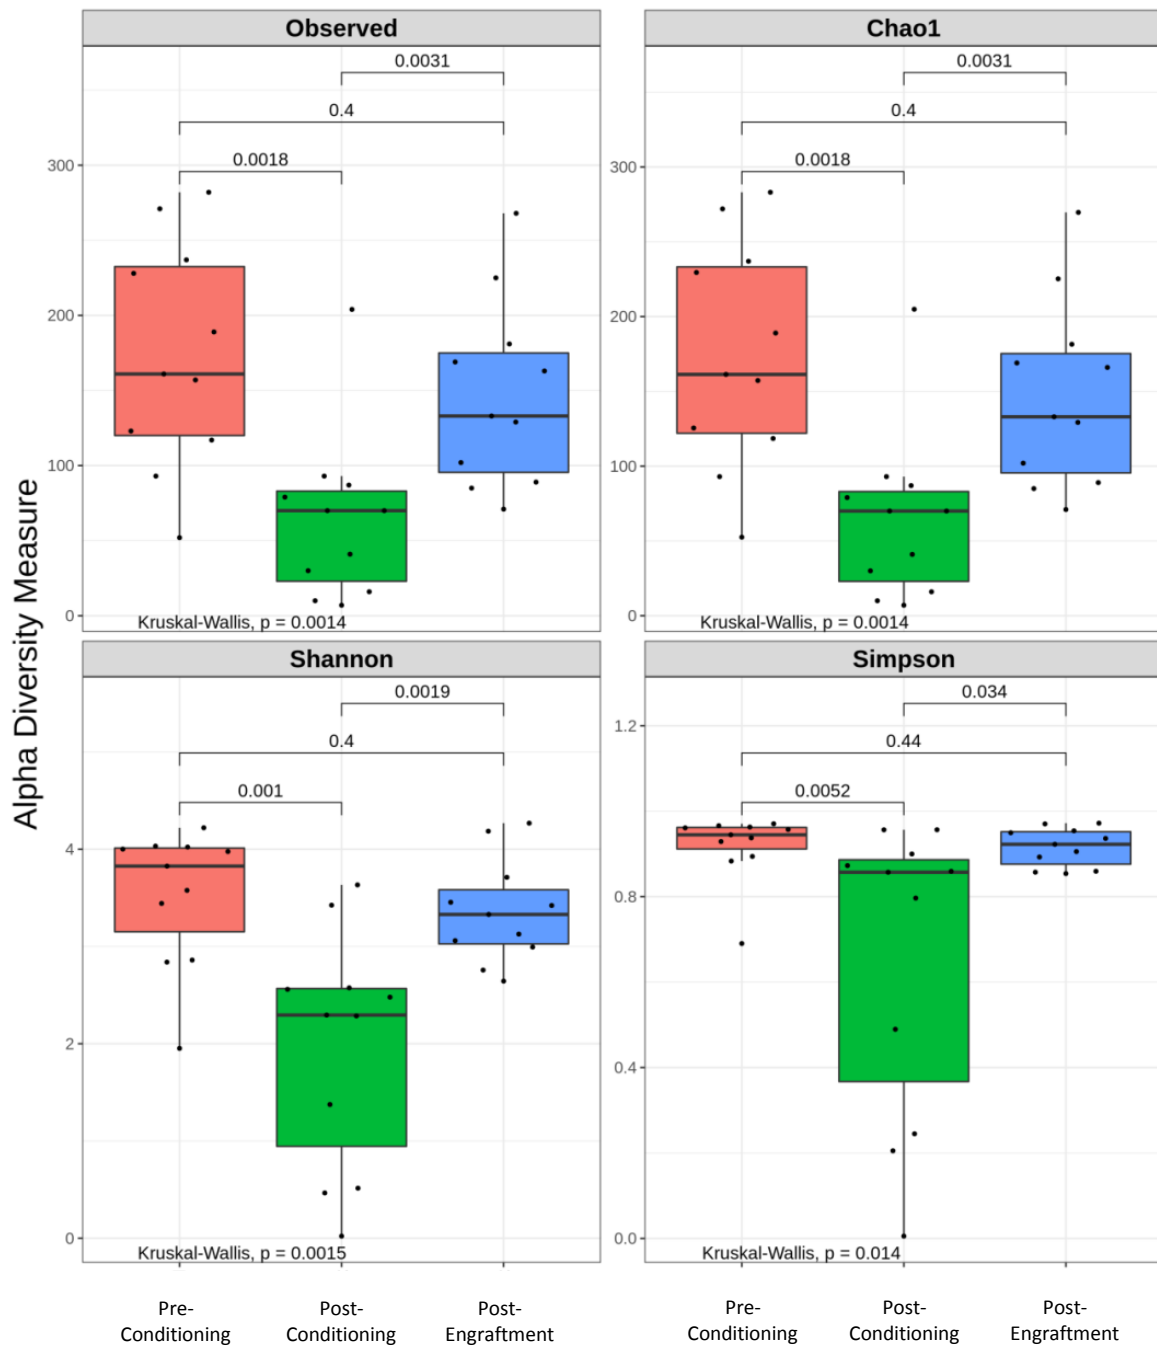 Alpha Diversity Measure
Observed
0.0031
0.4
0.0018
300
200
100
0
Kruskal-Wallis, p = 0.0014
Chao1
0.0031
0.4
0.0018
300
200
100
0
Kruskal-Wallis, p = 0.0014
Shannon
0.0019
0.4
0.001
4
2
0
Kruskal-Wallis, p = 0.0015
Simpson
0.034
0.44
0.0052
1.2
0.8
0.4
0.0
Kruskal-Wallis, p = 0.014
Pre-
Conditioning
Post-
Conditioning
Post-
Engraftment
Pre-
Conditioning
Post-
Conditioning
Post-
Engraftment